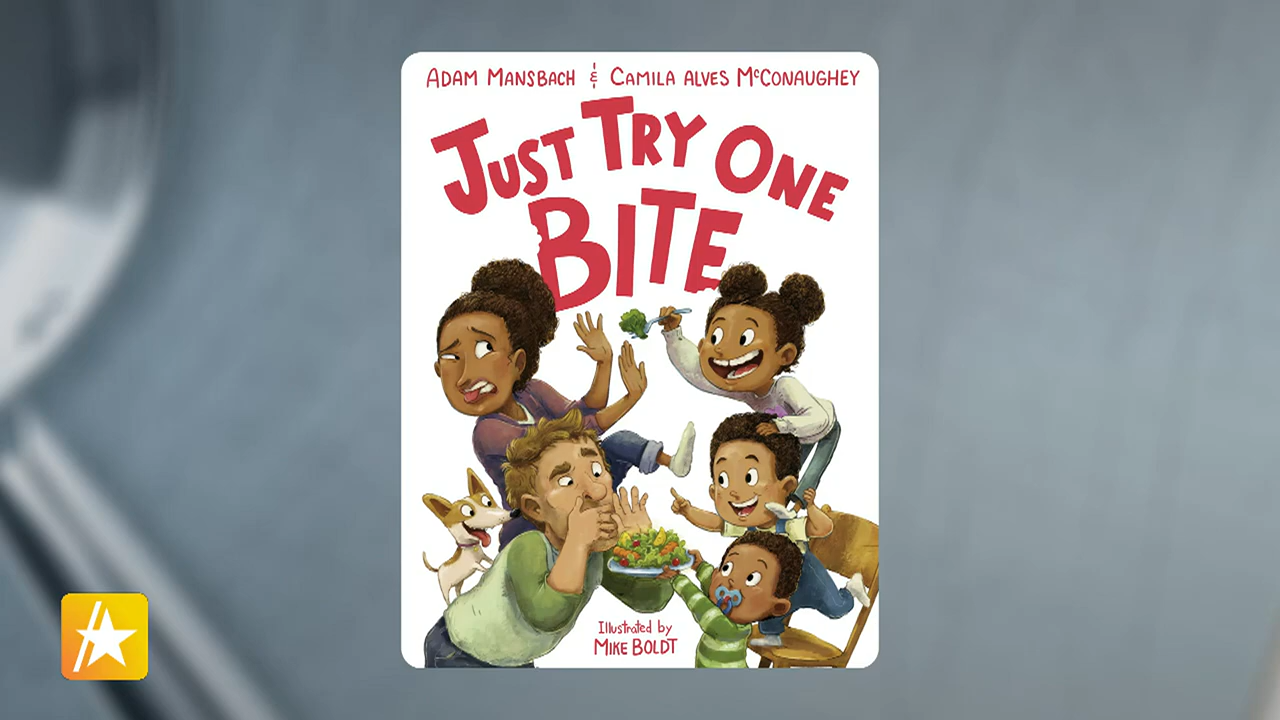 ADAM MANSBACH & CAMILA ALVES McCONAUGHEY
JUST TRY ONE
BITE
Illustrated by
MIKE BOLDT